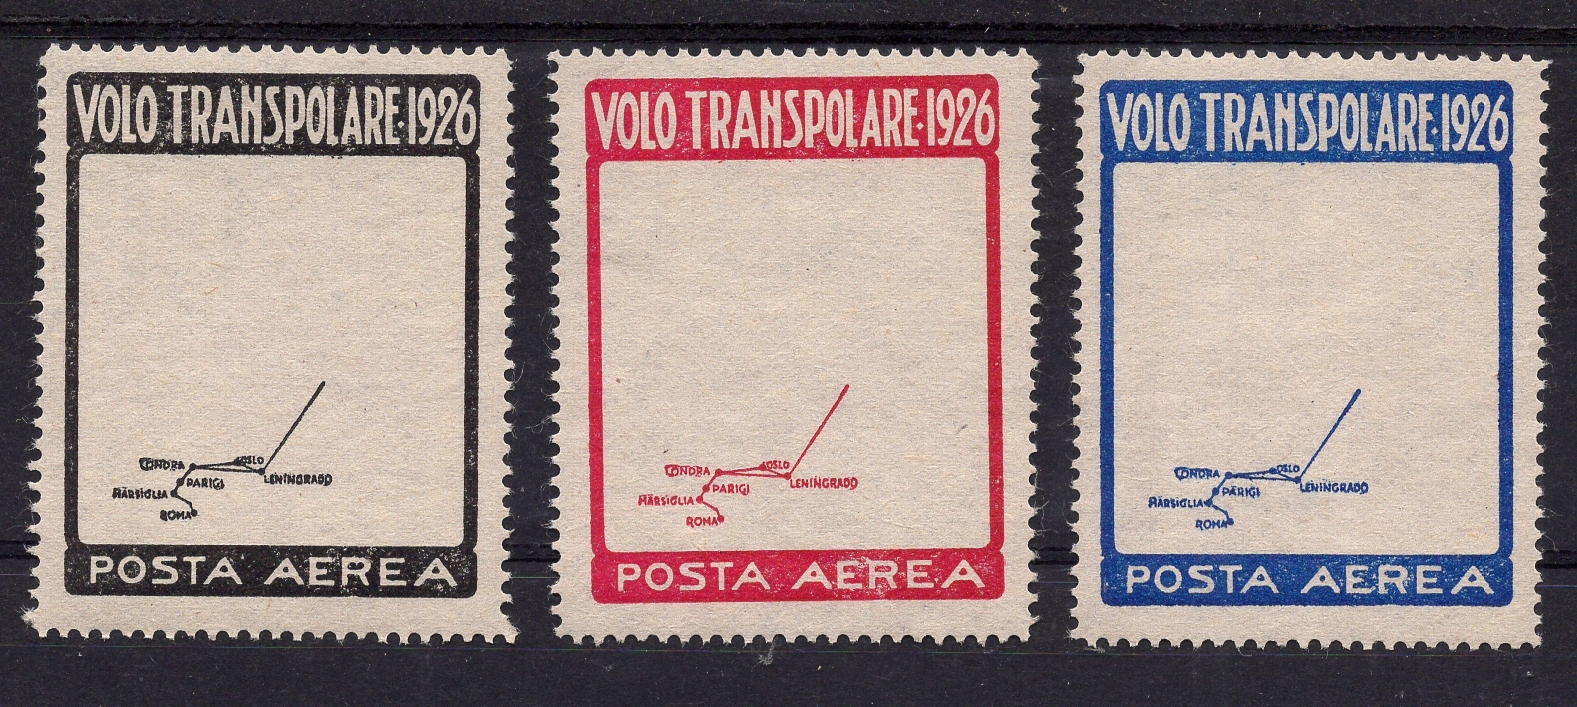 VOLO TRANSPOLARE·1926
LONDRA
OSLO
PARIGI
LENINGRADO
MARSIGLIA
ROMA
POSTA AEREA
VOLO TRANSPOLARE·1926
LONDRA
OSLO
PARIGI
LENINGRADO
MARSIGLIA
ROMA
POSTA AEREA
VOLO TRANSPOLARE·1926
LONDRA
OSLO
PARIGI
LENINGRADO
MARSIGLIA
ROMA
POSTA AEREA